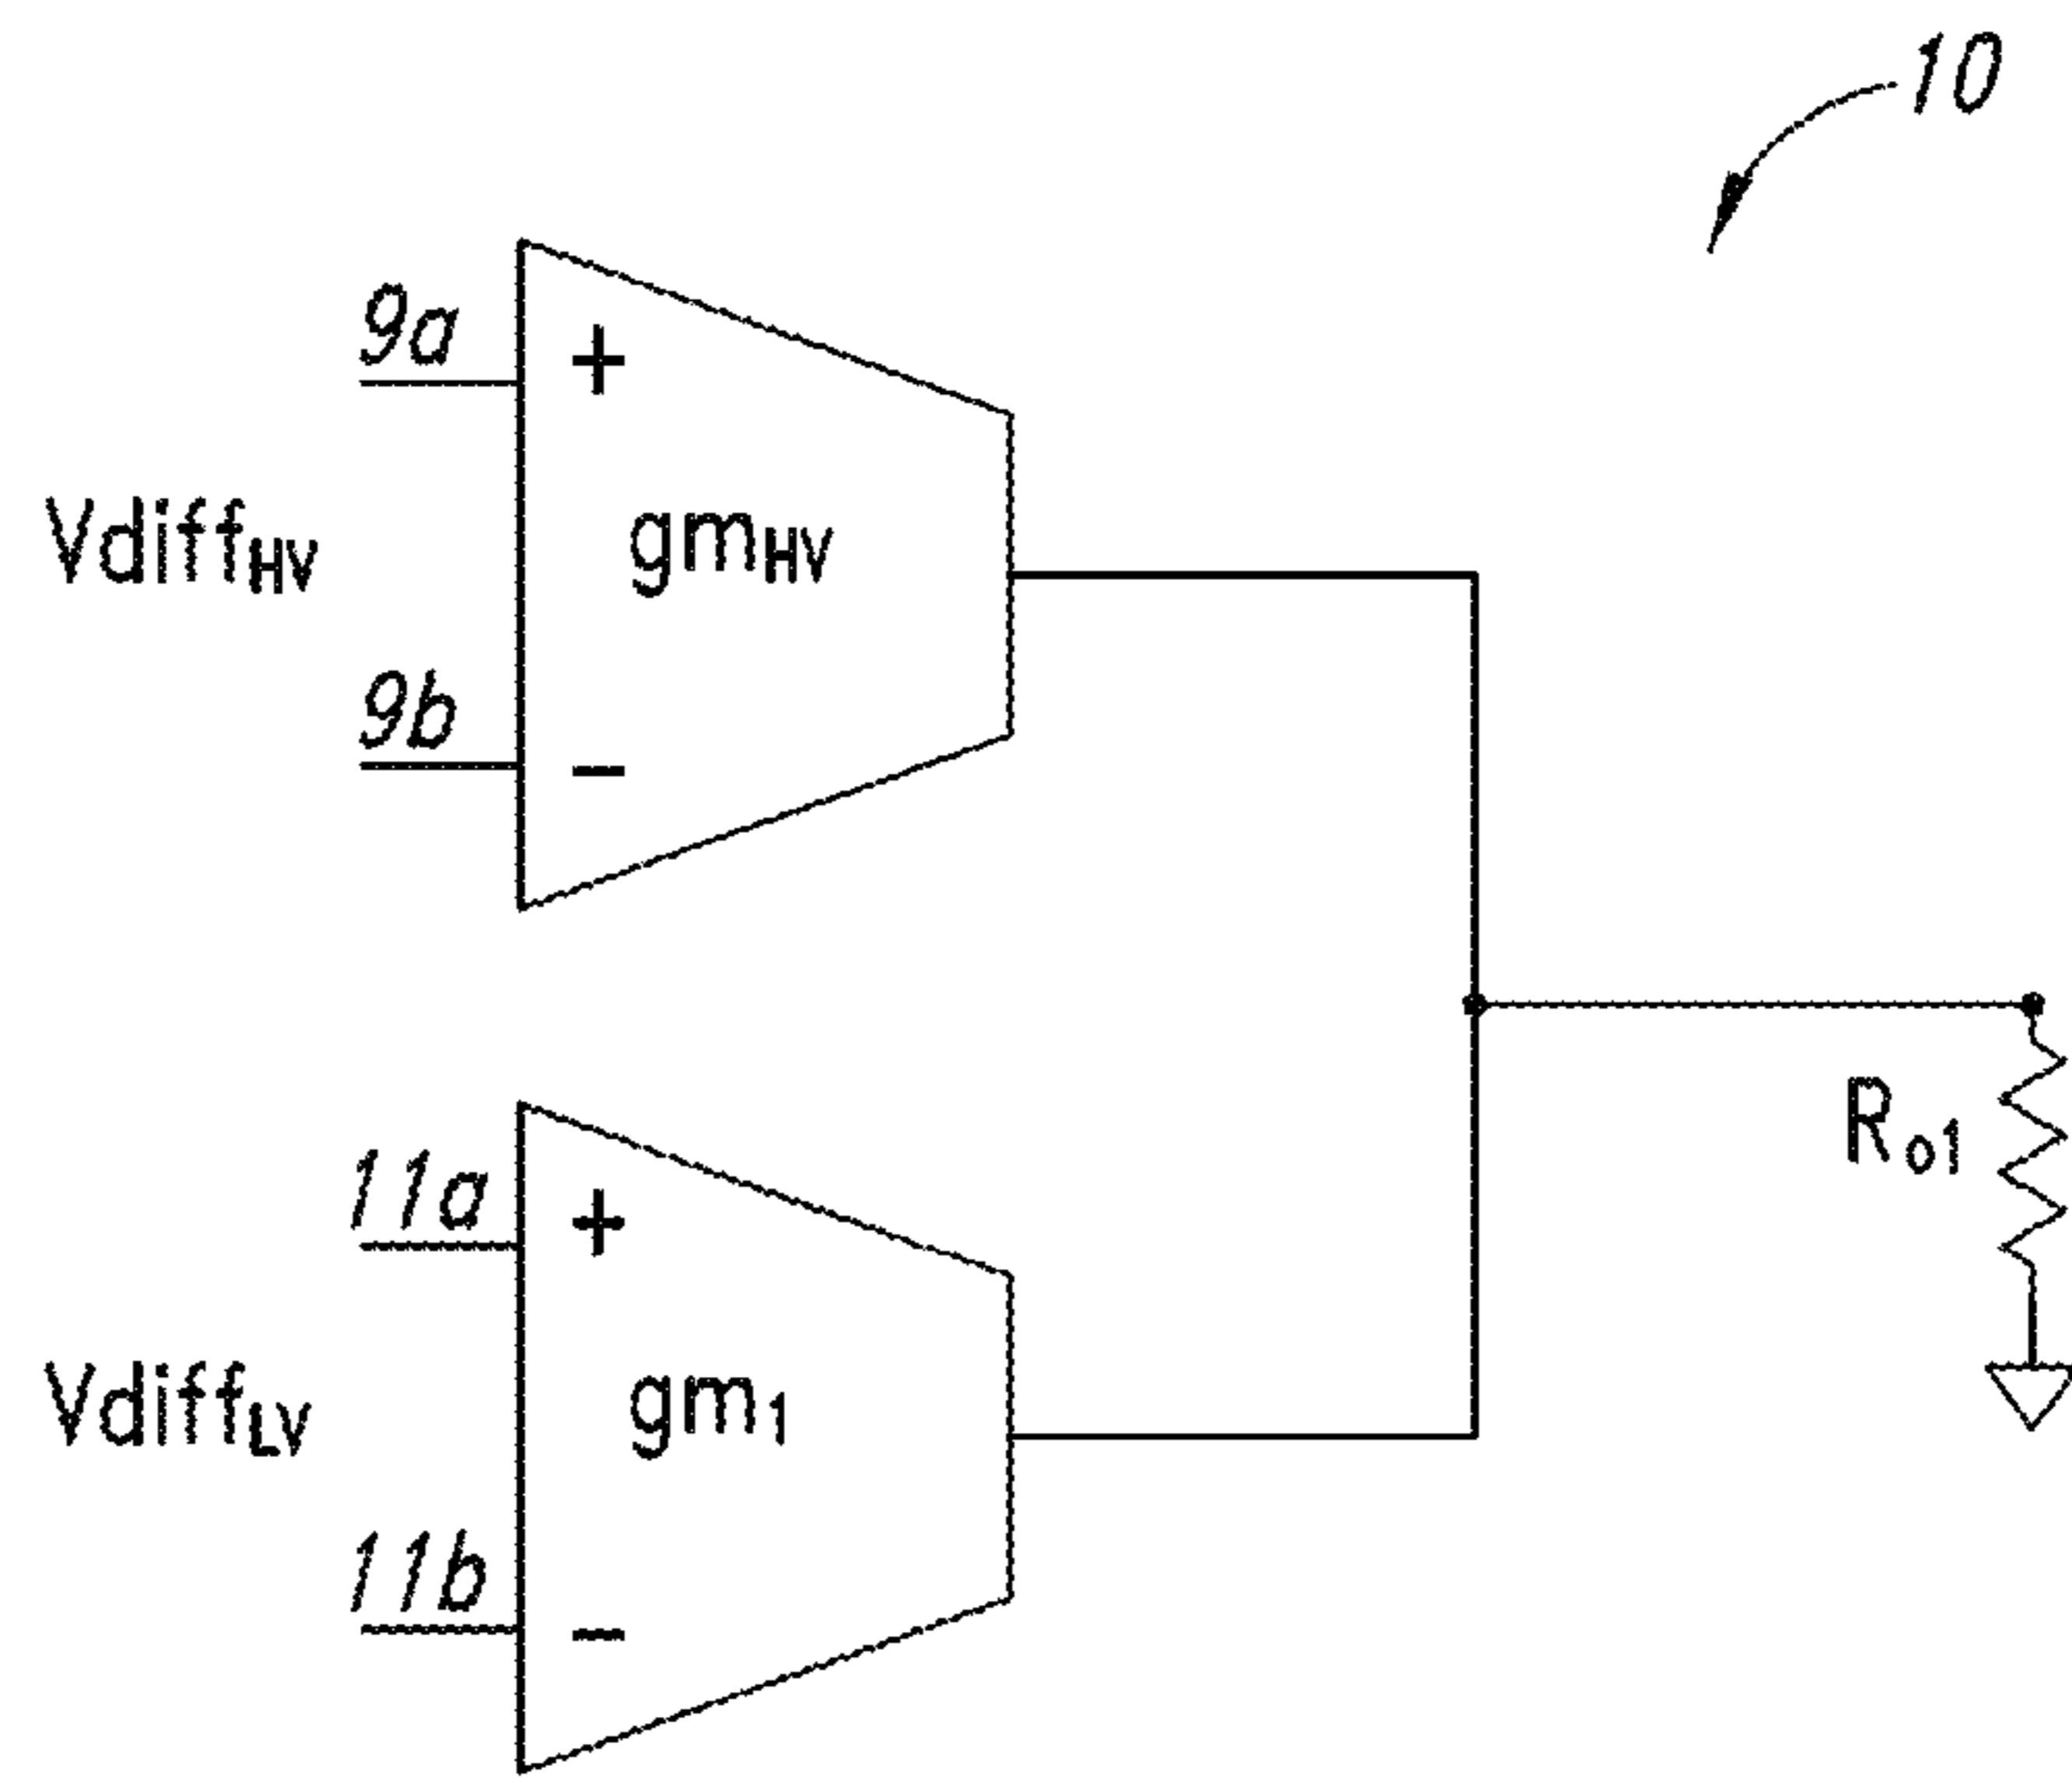 10
9a
+
Vdiff_HV gm_HV
9b
−
11a
+
R_o1
Vdiff_LV gm_1
11b
−